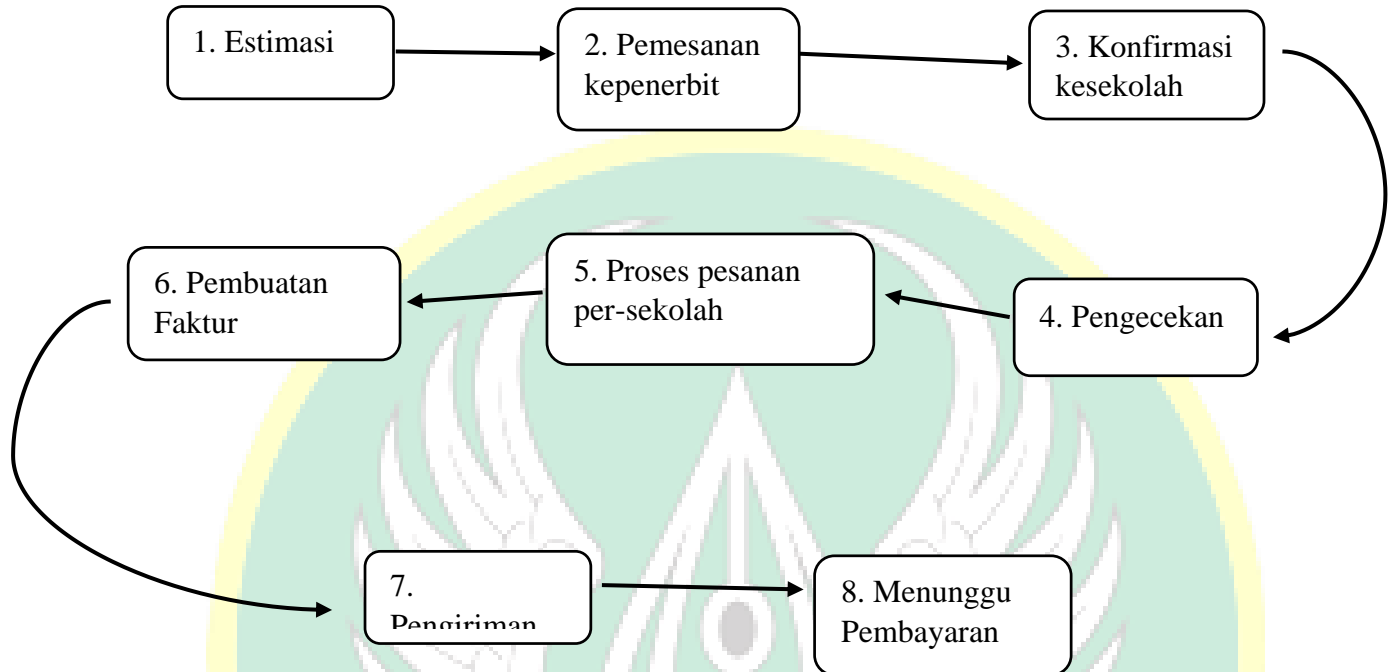 1. Estimasi
2. Pemesanan
kepenerbit
3. Konfirmasi
kesekolah
4. Pengecekan
5. Proses pesanan
per-sekolah
6. Pembuatan
Faktur
7.
Pengiriman
8. Menunggu
Pembayaran